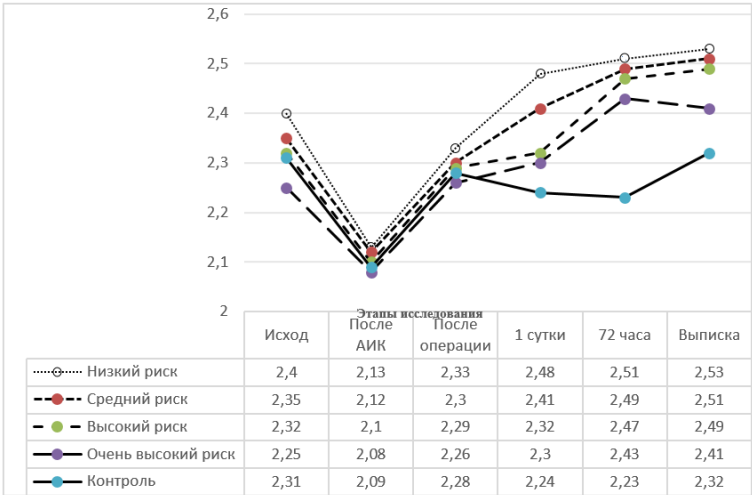 2,6
2,5
2,4
2,3
2,2
2,1
2
Этапы исследования
Исход После АИК После операции 1 сутки 72 часа Выписка
Низкий риск 2,4 2,13 2,33 2,48 2,51 2,53
Средний риск 2,35 2,12 2,3 2,41 2,49 2,51
Высокий риск 2,32 2,1 2,29 2,32 2,47 2,49
Очень высокий риск 2,25 2,08 2,26 2,3 2,43 2,41
Контроль 2,31 2,09 2,28 2,24 2,23 2,32